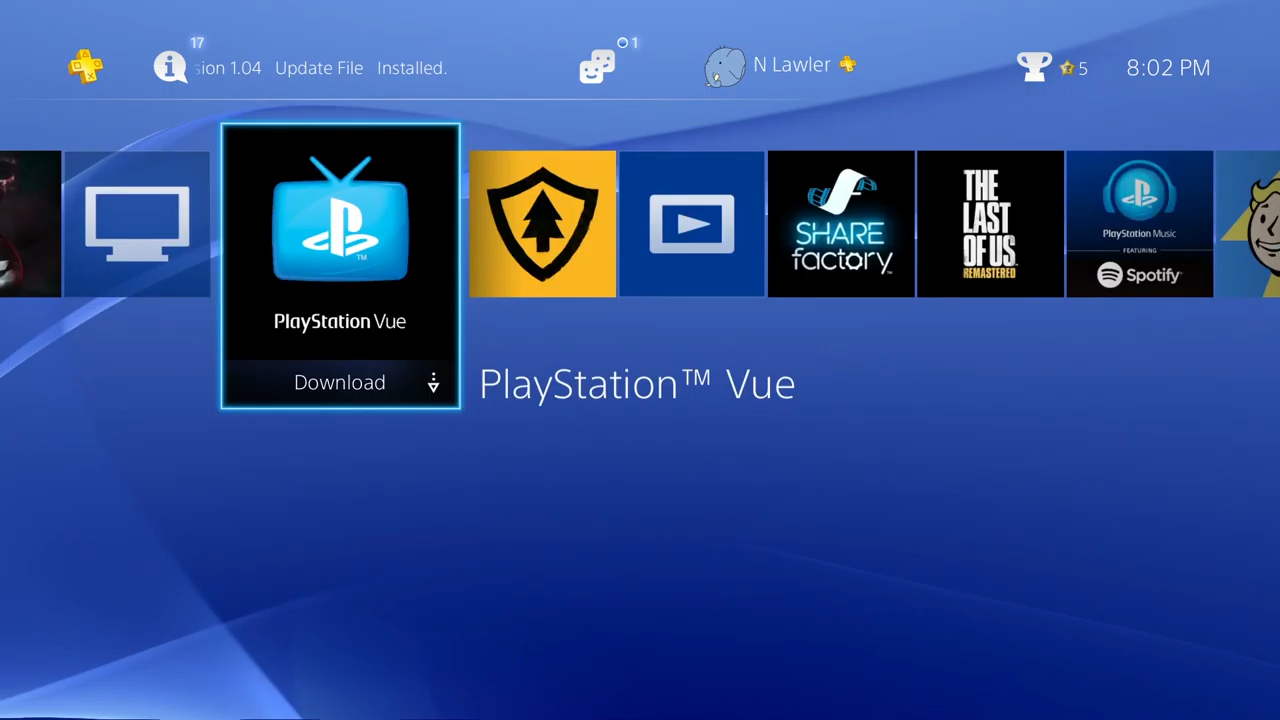 17
sion 1.04 Update File Installed.
1
N Lawler
5
8:02 PM
PlayStation Vue
Download
PlayStation™ Vue
SHARE
factory™
THE
LAST
OF US
REMASTERED
PlayStation Music
FEATURING
Spotify